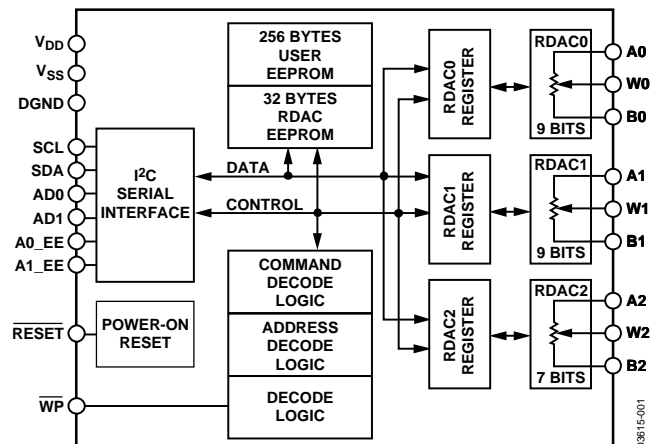 VDD
VSS
DGND
SCL
SDA
AD0
AD1
A0_EE
A1_EE
RESET
WP
I2C
SERIAL
INTERFACE
POWER-ON
RESET
256 BYTES
USER
EEPROM
32 BYTES
RDAC
EEPROM
DATA
CONTROL
COMMAND
DECODE
LOGIC
ADDRESS
DECODE
LOGIC
DECODE
LOGIC
RDAC0
REGISTER
RDAC1
REGISTER
RDAC2
REGISTER
RDAC0
9 BITS
RDAC1
9 BITS
RDAC2
7 BITS
A0
W0
B0
A1
W1
B1
A2
W2
B2
03615-001